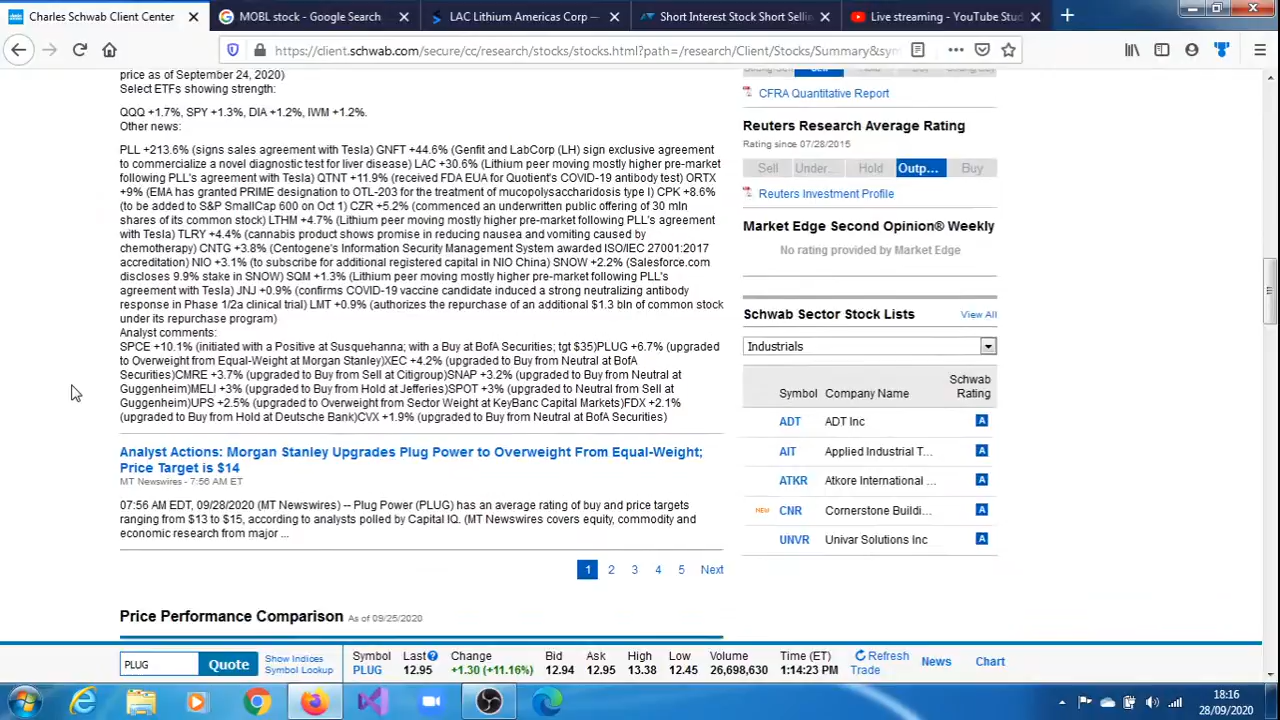 Charles Schwab Client Center
MOBL stock - Google Search
LAC Lithium Americas Corp —
Short Interest Stock Short Selli
Live streaming - YouTube Stud
https://client.schwab.com/secure/cc/research/stocks/stocks.html?path=/research/Client/Stocks/Summary&sym
price as of September 24, 2020)
Select ETFs showing strength:
QQQ +1.7%, SPY +1.3%, DIA +1.2%, IWM +1.2%.
Other news:
PLL +213.6% (signs sales agreement with Tesla) GNFT +44.6% (Genfit and LabCorp (LH) sign exclusive agreement
to commercialize a novel diagnostic test for liver disease) LAC +30.6% (Lithium peer moving mostly higher pre-market
following PLL's agreement with Tesla) QTNT +11.9% (received FDA EUA for Quotient's COVID-19 antibody test) ORTX
+9% (EMA has granted PRIME designation to OTL-203 for the treatment of mucopolysaccharidosis type I) CPK +8.6%
(to be added to S&P SmallCap 600 on Oct 1) CZR +5.2% (commenced an underwritten public offering of 30 mln
shares of its common stock) LTHM +4.7% (Lithium peer moving mostly higher pre-market following PLL's agreement
with Tesla) TLRY +4.4% (cannabis product shows promise in reducing nausea and vomiting caused by
chemotherapy) CNTG +3.8% (Centogene's Information Security Management System awarded ISO/IEC 27001:2017
accreditation) NIO +3.1% (to subscribe for additional registered capital in NIO China) SNOW +2.2% (Salesforce.com
discloses 9.9% stake in SNOW) SQM +1.3% (Lithium peer moving mostly higher pre-market following PLL's
agreement with Tesla) JNJ +0.9% (confirms COVID-19 vaccine candidate induced a strong neutralizing antibody
response in Phase 1/2a clinical trial) LMT +0.9% (authorizes the repurchase of an additional $1.3 bln of common stock
under its repurchase program)
Analyst comments:
SPCE +10.1% (initiated with a Positive at Susquehanna; with a Buy at BofA Securities; tgt $35)PLUG +6.7% (upgraded
to Overweight from Equal-Weight at Morgan Stanley)XEC +4.2% (upgraded to Buy from Neutral at BofA
Securities)CMRE +3.7% (upgraded to Buy from Sell at Citigroup)SNAP +3.2% (upgraded to Buy from Neutral at
Guggenheim)MELI +3% (upgraded to Buy from Hold at Jefferies)SPOT +3% (upgraded to Neutral from Sell at
Guggenheim)UPS +2.5% (upgraded to Overweight from Sector Weight at KeyBanc Capital Markets)FDX +2.1%
(upgraded to Buy from Hold at Deutsche Bank)CVX +1.9% (upgraded to Buy from Neutral at BofA Securities)
Analyst Actions: Morgan Stanley Upgrades Plug Power to Overweight From Equal-Weight;
Price Target is $14
MT Newswires - 7:56 AM ET
07:56 AM EDT, 09/28/2020 (MT Newswires) -- Plug Power (PLUG) has an average rating of buy and price targets
ranging from $13 to $15, according to analysts polled by Capital IQ. (MT Newswires covers equity, commodity and
economic research from major ...
1 2 3 4 5 Next
Price Performance Comparison As of 09/25/2020
CFRA Quantitative Report
Reuters Research Average Rating
Rating since 07/28/2015
Sell Under... Hold Outp... Buy
Reuters Investment Profile
Market Edge Second Opinion® Weekly
No rating provided by Market Edge
Schwab Sector Stock Lists View All
Industrials
Symbol Company Name Schwab Rating
ADT ADT Inc A
AIT Applied Industrial T... A
ATKR Atkore International ... A
NEW CNR Cornerstone Buildi... A
UNVR Univar Solutions Inc A
PLUG Quote
Show Indices
Symbol Lookup
Symbol Last Change Bid Ask High Low Volume Time (ET) Refresh
PLUG 12.95 +1.30 (+11.16%) 12.94 12.95 13.38 12.45 26,698,630 1:14:23 PM Trade
News Chart
18:16
28/09/2020